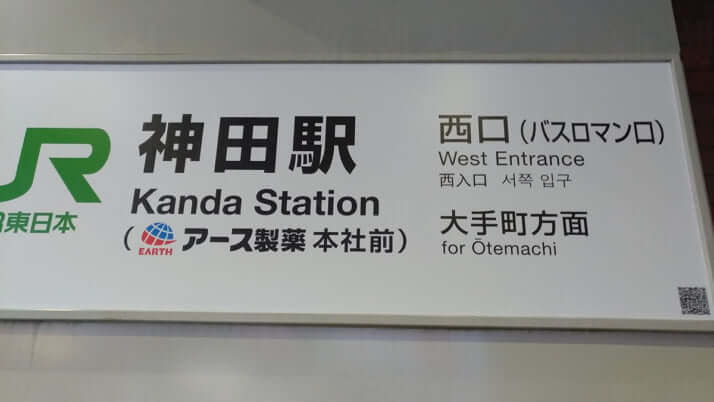 JR
JR東日本
神田駅
Kanda Station
(EARTH アース製薬 本社前)
西口(バスロマン口)
West Entrance
西入口 서쪽 입구
大手町方面
for Ōtemachi